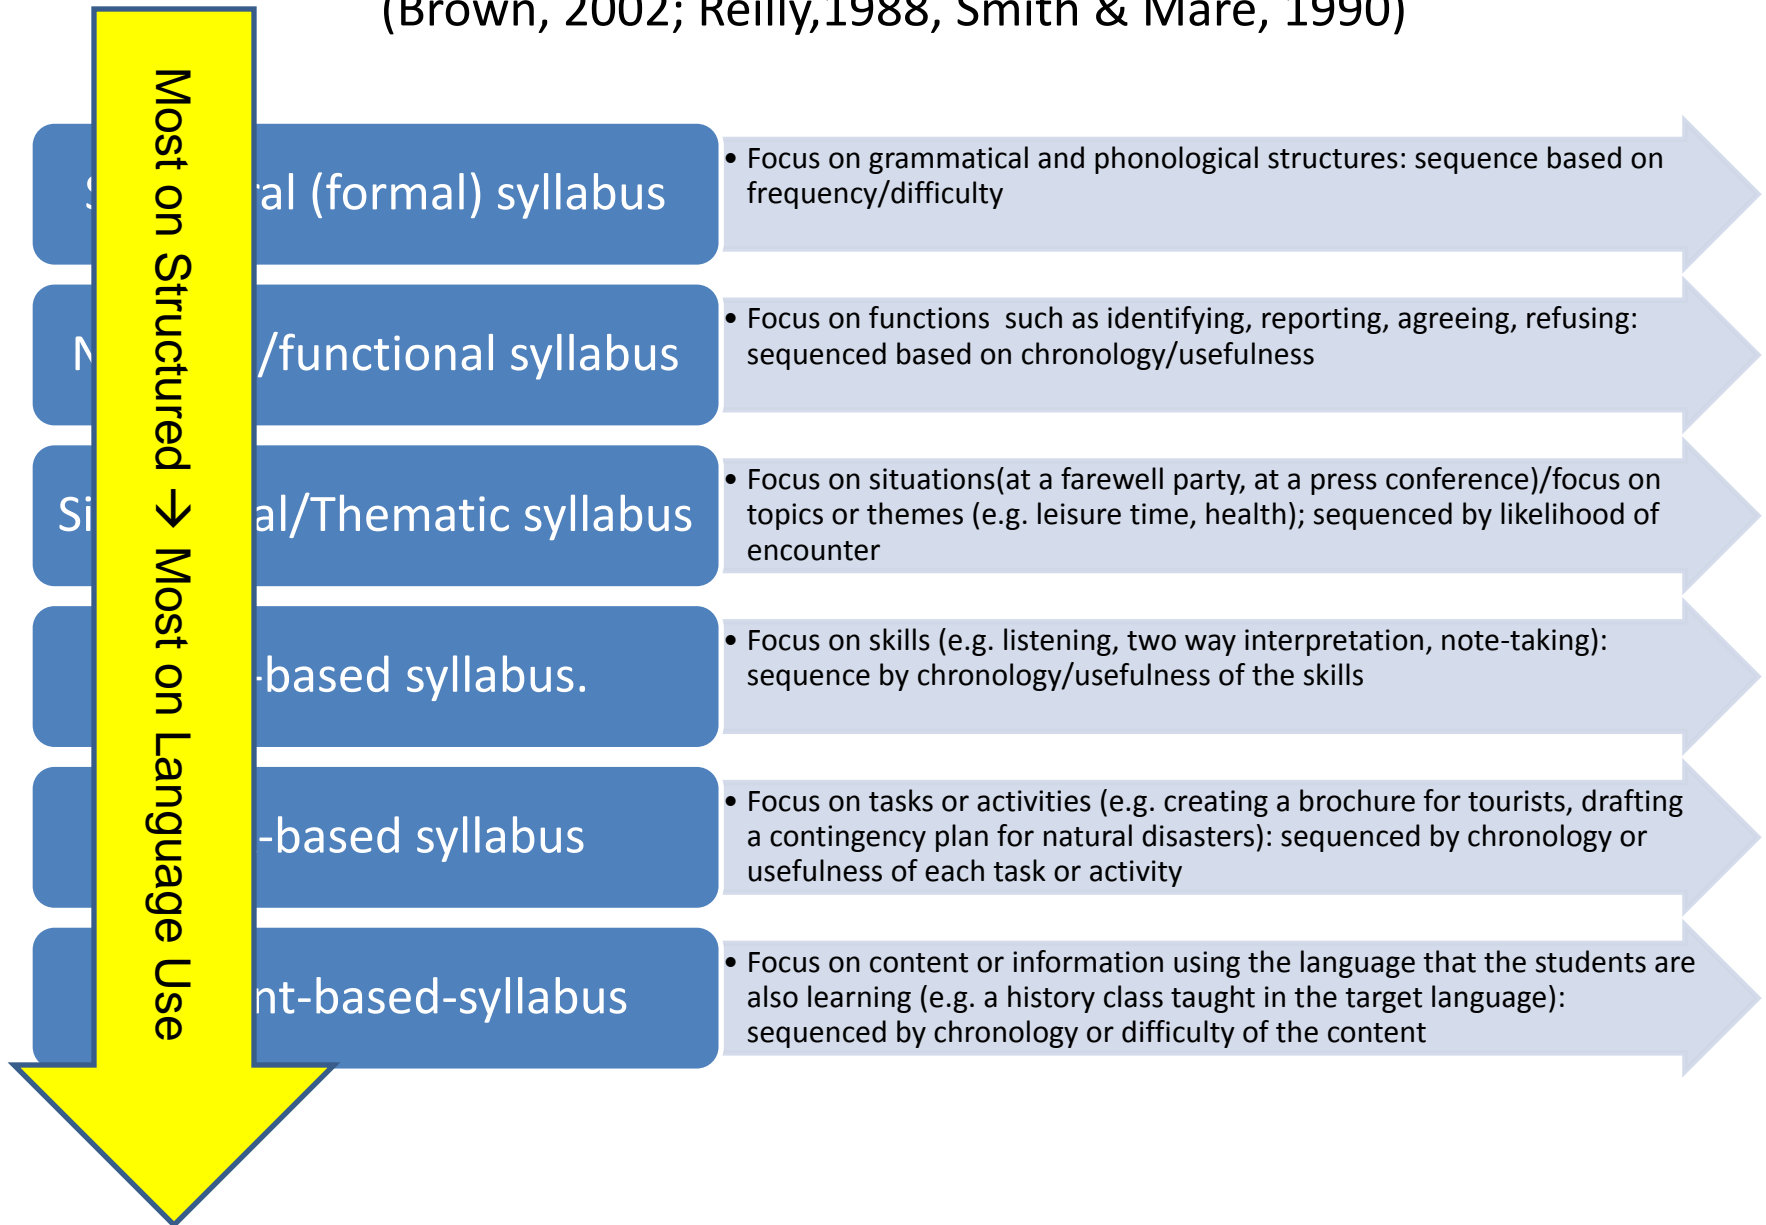 (Brown, 2002; Reilly,1988, Smith & Mare, 1990)
Most on Structured → Most on Language Use
al (formal) syllabus
• Focus on grammatical and phonological structures: sequence based on
frequency/difficulty
/functional syllabus
• Focus on functions such as identifying, reporting, agreeing, refusing:
sequenced based on chronology/usefulness
al/Thematic syllabus
• Focus on situations(at a farewell party, at a press conference)/focus on
topics or themes (e.g. leisure time, health); sequenced by likelihood of
encounter
-based syllabus.
• Focus on skills (e.g. listening, two way interpretation, note-taking):
sequence by chronology/usefulness of the skills
-based syllabus
• Focus on tasks or activities (e.g. creating a brochure for tourists, drafting
a contingency plan for natural disasters): sequenced by chronology or
usefulness of each task or activity
nt-based-syllabus
• Focus on content or information using the language that the students are
also learning (e.g. a history class taught in the target language):
sequenced by chronology or difficulty of the content